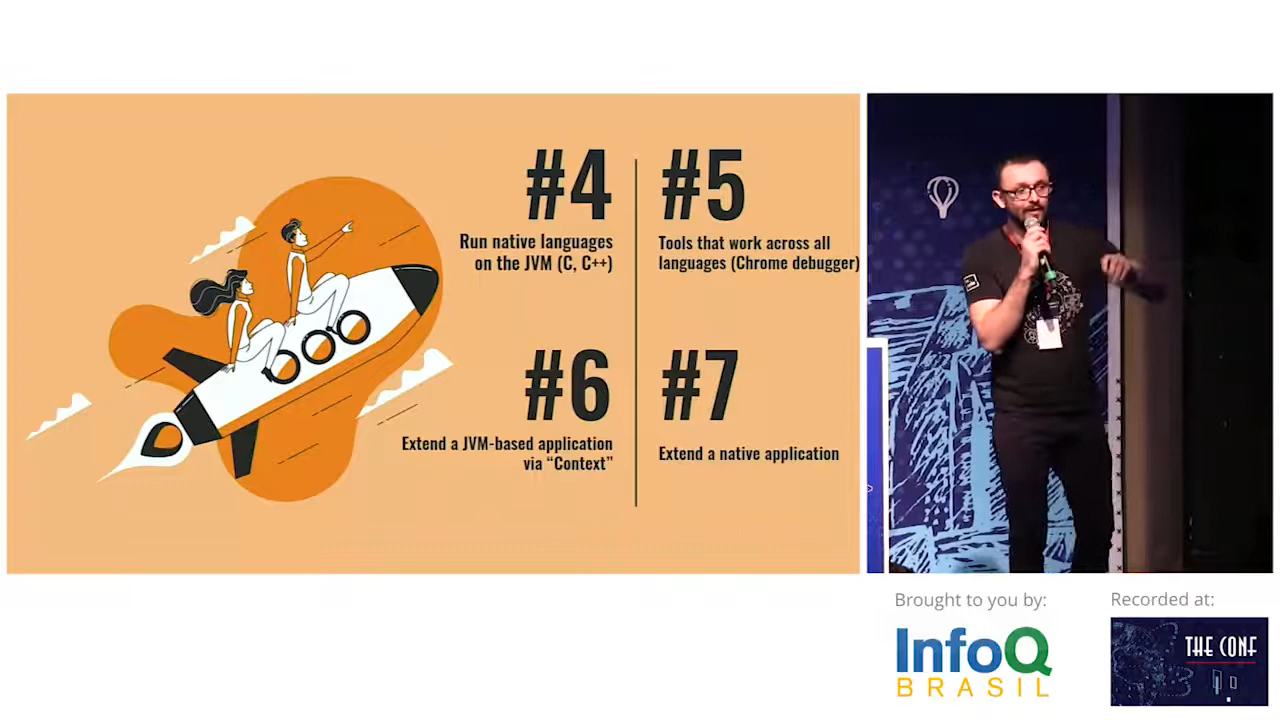 #4
Run native languages
on the JVM (C, C++)
#5
Tools that work across all
languages (Chrome debugger)
#6
Extend a JVM-based application
via “Context”
#7
Extend a native application
Brought to you by:
InfoQ
BRASIL
Recorded at:
THE CONF